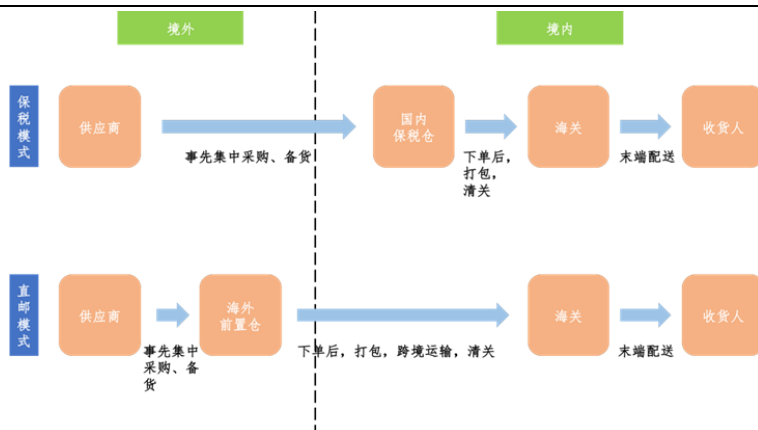 境外
境内
保税模式
供应商
事先集中采购、备货
国内
保税仓
下单后，
打包，
清关
海关
末端配送
收货人
直邮模式
供应商
事先集中
采购、备
货
海外
前置仓
下单后，打包，跨境运输，清关
海关
末端配送
收货人